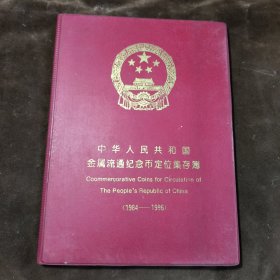 中华人民共和国
金属流通纪念币定位集存簿
Coommemorative Coins for Circulation of
The People's Republic of China
(1984——1996)